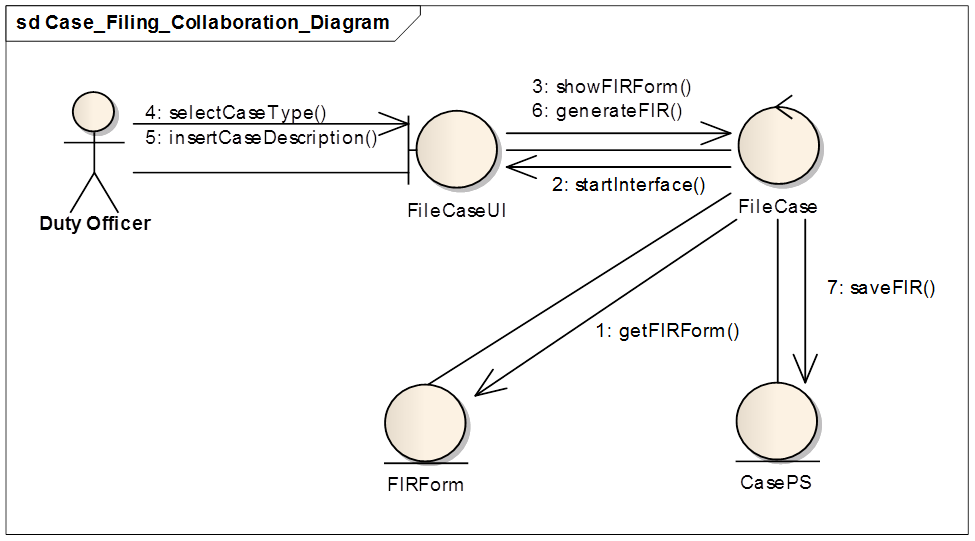 sd Case_Filing_Collaboration_Diagram
3: showFIRForm()
6: generateFIR()
4: selectCaseType()
5: insertCaseDescription()
2: startInterface()
FileCaseUI
FileCase
Duty Officer
7: saveFIR()
1: getFIRForm()
FIRForm
CasePS